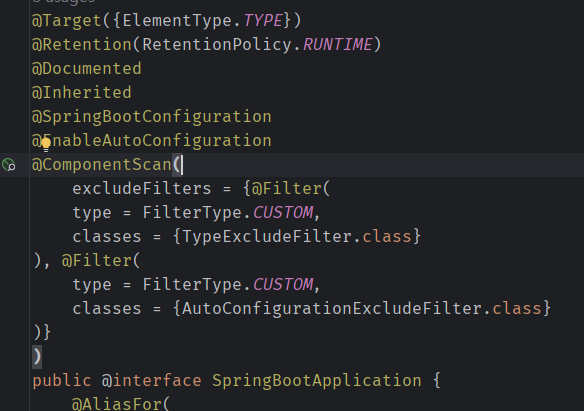 usages
@Target({ElementType.TYPE})
@Retention(RetentionPolicy.RUNTIME)
@Documented
@Inherited
@SpringBootConfiguration
@EnableAutoConfiguration
@ComponentScan(
    excludeFilters = {@Filter(
    type = FilterType.CUSTOM,
    classes = {TypeExcludeFilter.class}
), @Filter(
    type = FilterType.CUSTOM,
    classes = {AutoConfigurationExcludeFilter.class}
)}
)
public @interface SpringBootApplication {
    @AliasFor(